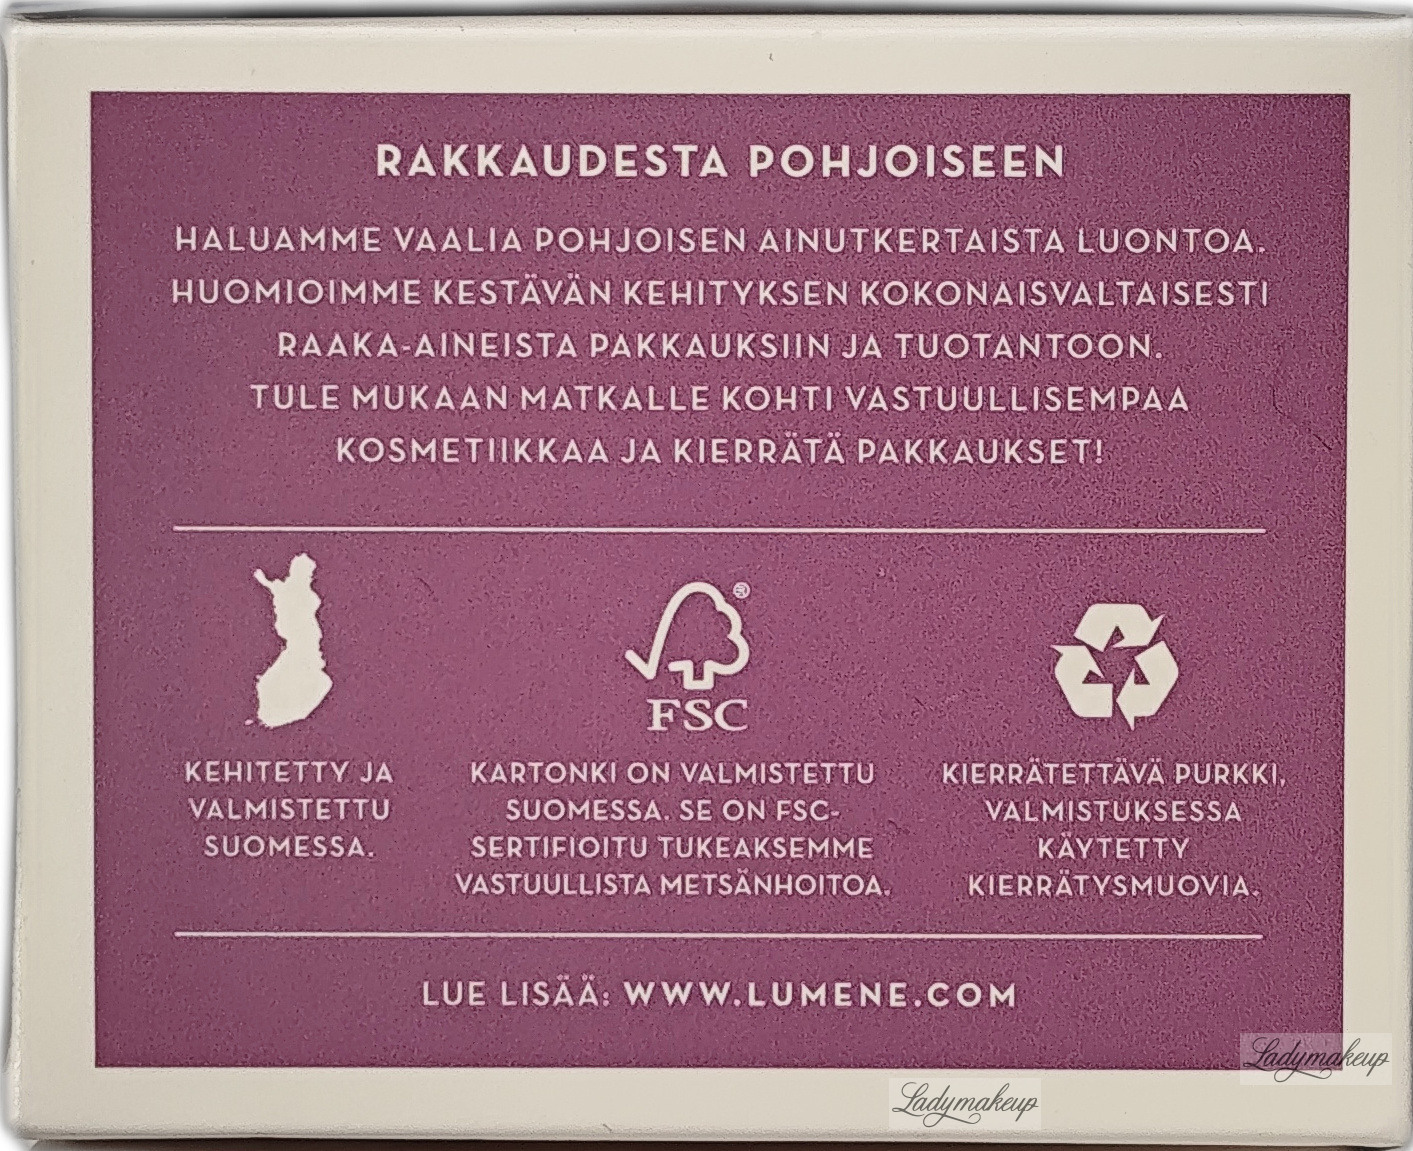 RAKKAUDESTA POHJOISEEN
HALUAMME VAALIA POHJOISEN AINUTKERTAISTA LUONTOA.
HUOMIOIMME KESTÄVÄN KEHITYKSEN KOKONAISVALTAISESTI
RAAKA-AINEISTA PAKKAUKSIIN JA TUOTANTOON.
TULE MUKAAN MATKALLE KOHTI VASTUULLISEMPAA
KOSMETIIKKAA JA KIERRÄTÄ PAKKAUKSET!
®
FSC
KEHITETTY JA
VALMISTETTU
SUOMESSA.
KARTONKI ON VALMISTETTU
SUOMESSA. SE ON FSC-
SERTIFIOITU TUKEAKSEMME
VASTUULLISTA METSÄNHOITOA.
KIERRÄTETTÄVÄ PURKKI,
VALMISTUKSESSA
KÄYTETTY
KIERRÄTYSMUOVIA.
LUE LISÄÄ: WWW.LUMENE.COM
Ladymakeup
Ladymakeup